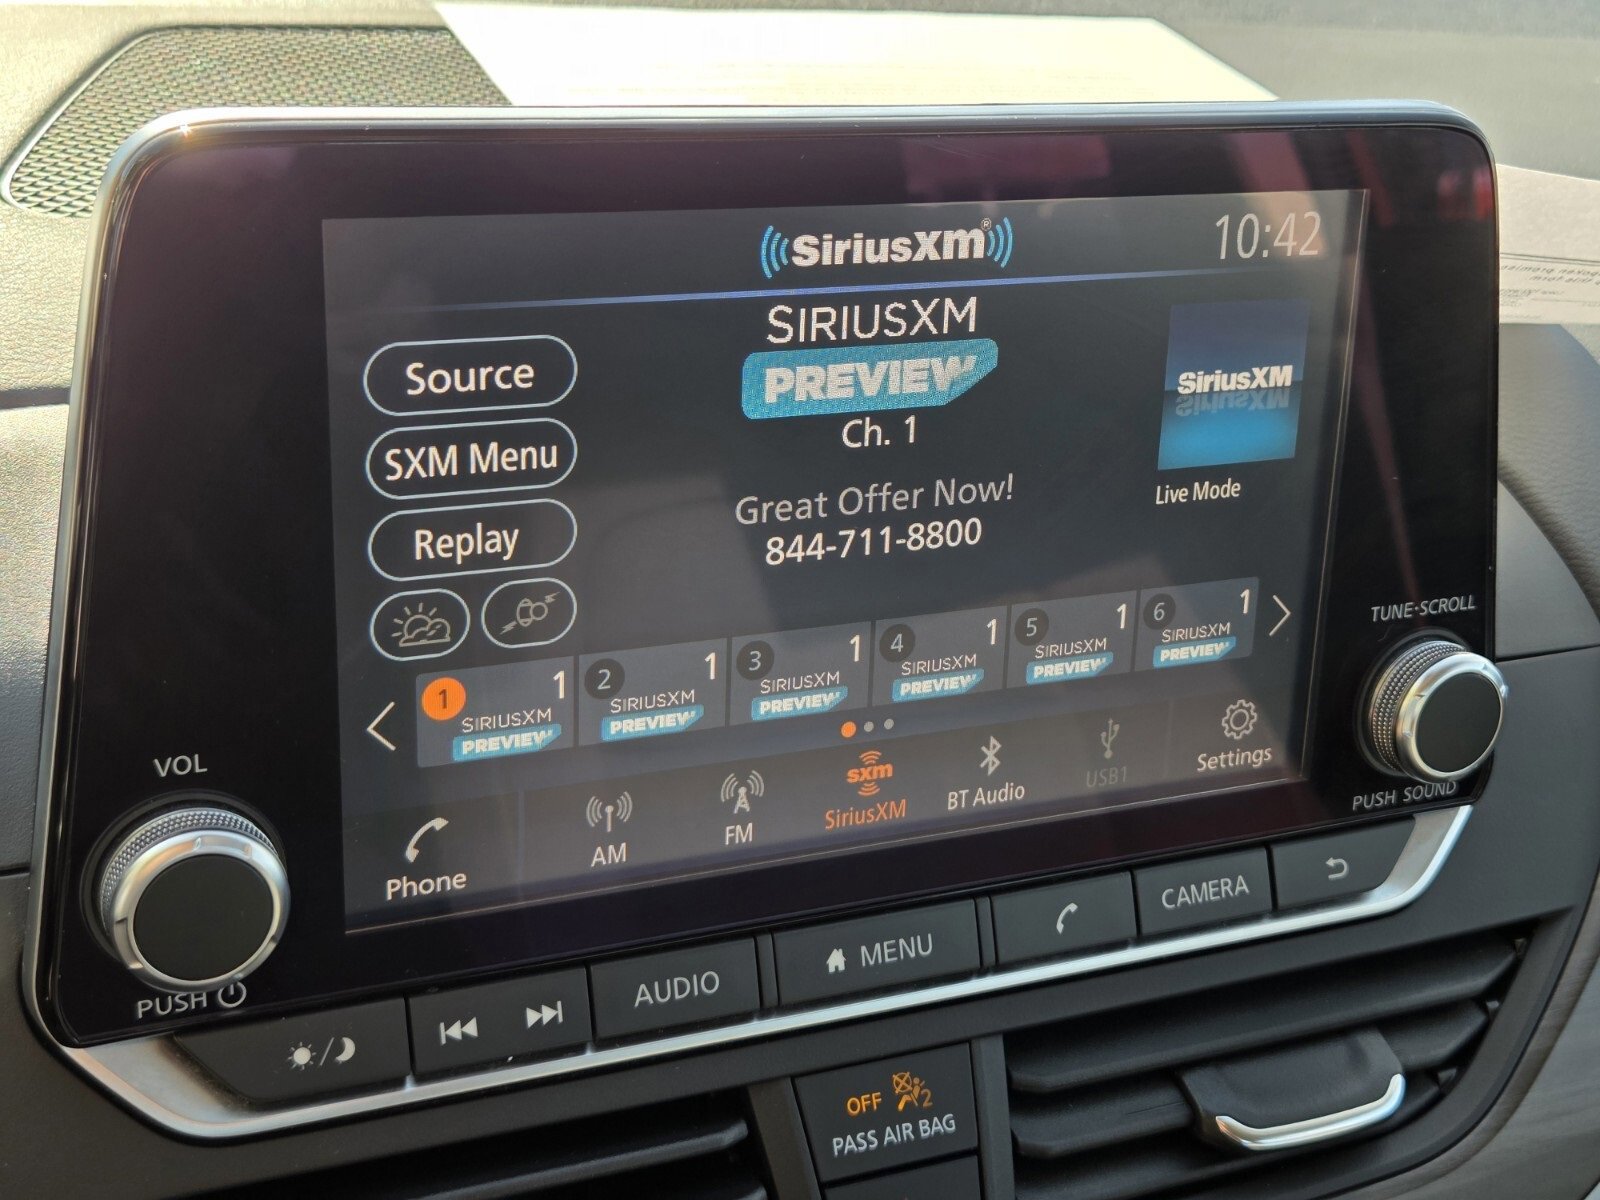 SiriusXM®
10:42
SIRIUSXM
PREVIEW
Ch. 1
Great Offer Now!
844-711-8800
Source
SXM Menu
Replay
SiriusXM
Live Mode
1 1
SIRIUSXM
PREVIEW
2 1
SIRIUSXM
PREVIEW
3 1
SIRIUSXM
PREVIEW
4 1
SIRIUSXM
PREVIEW
5 1
SIRIUSXM
PREVIEW
6 1
SIRIUSXM
PREVIEW
Phone
AM
FM
sxm
SiriusXM
BT Audio
USB1
Settings
VOL
PUSH
TUNE·SCROLL
PUSH SOUND
AUDIO
MENU
CAMERA
OFF 2
PASS AIR BAG